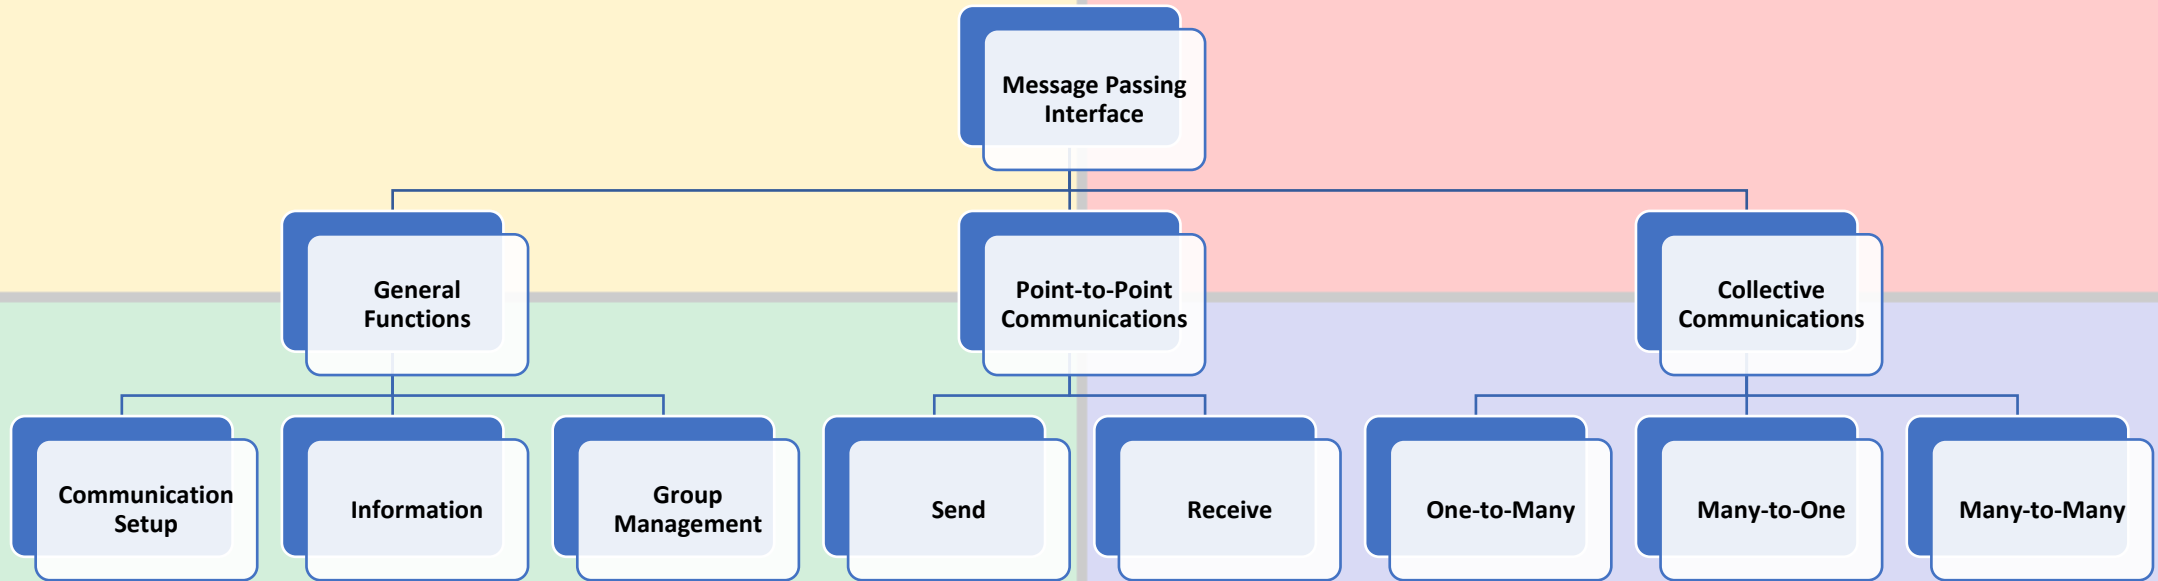 Message Passing
Interface
General
Functions
Point-to-Point
Communications
Collective
Communications
Communication
Setup
Information
Group
Management
Send
Receive
One-to-Many
Many-to-One
Many-to-Many